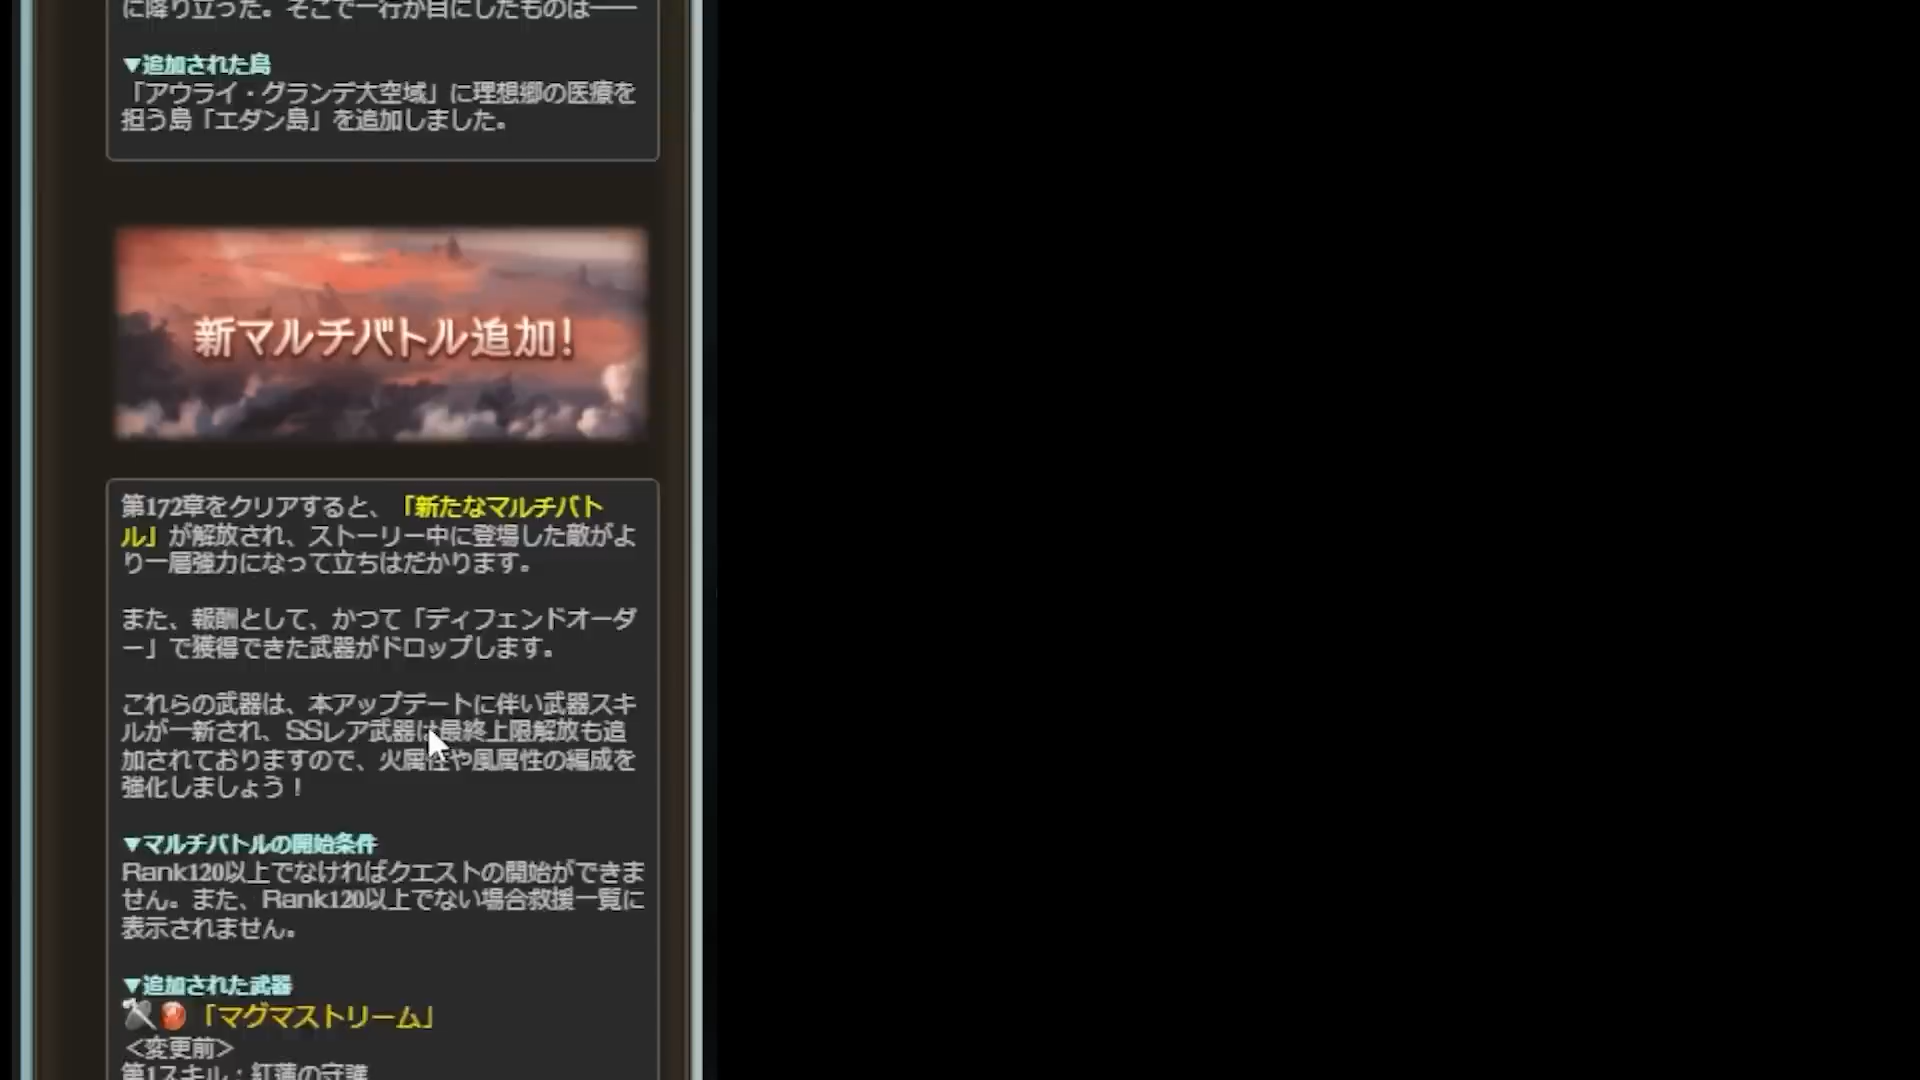 に降り立った。そこで一行が目にしたものは──
▼追加された島
「アウライ・グランデ大空域」に理想郷の医療を
担う島「エダン島」を追加しました。
新マルチバトル追加!
第172章をクリアすると、「新たなマルチバト
ル」が解放され、ストーリー中に登場した敵がよ
り一層強力になって立ちはだかります。
また、報酬として、かつて「ディフェンドオーダ
ー」で獲得できた武器がドロップします。
これらの武器は、本アップデートに伴い武器スキ
ルが一新され、SSレア武器は最終上限解放も追
加されておりますので、火属性や風属性の編成を
強化しましょう！
▼マルチバトルの開始条件
Rank120以上でなければクエストの開始ができま
せん。また、Rank120以上でない場合救援一覧に
表示されません。
▼追加された武器
「マグマストリーム」
＜変更前＞
第1スキル：紅蓮の守護